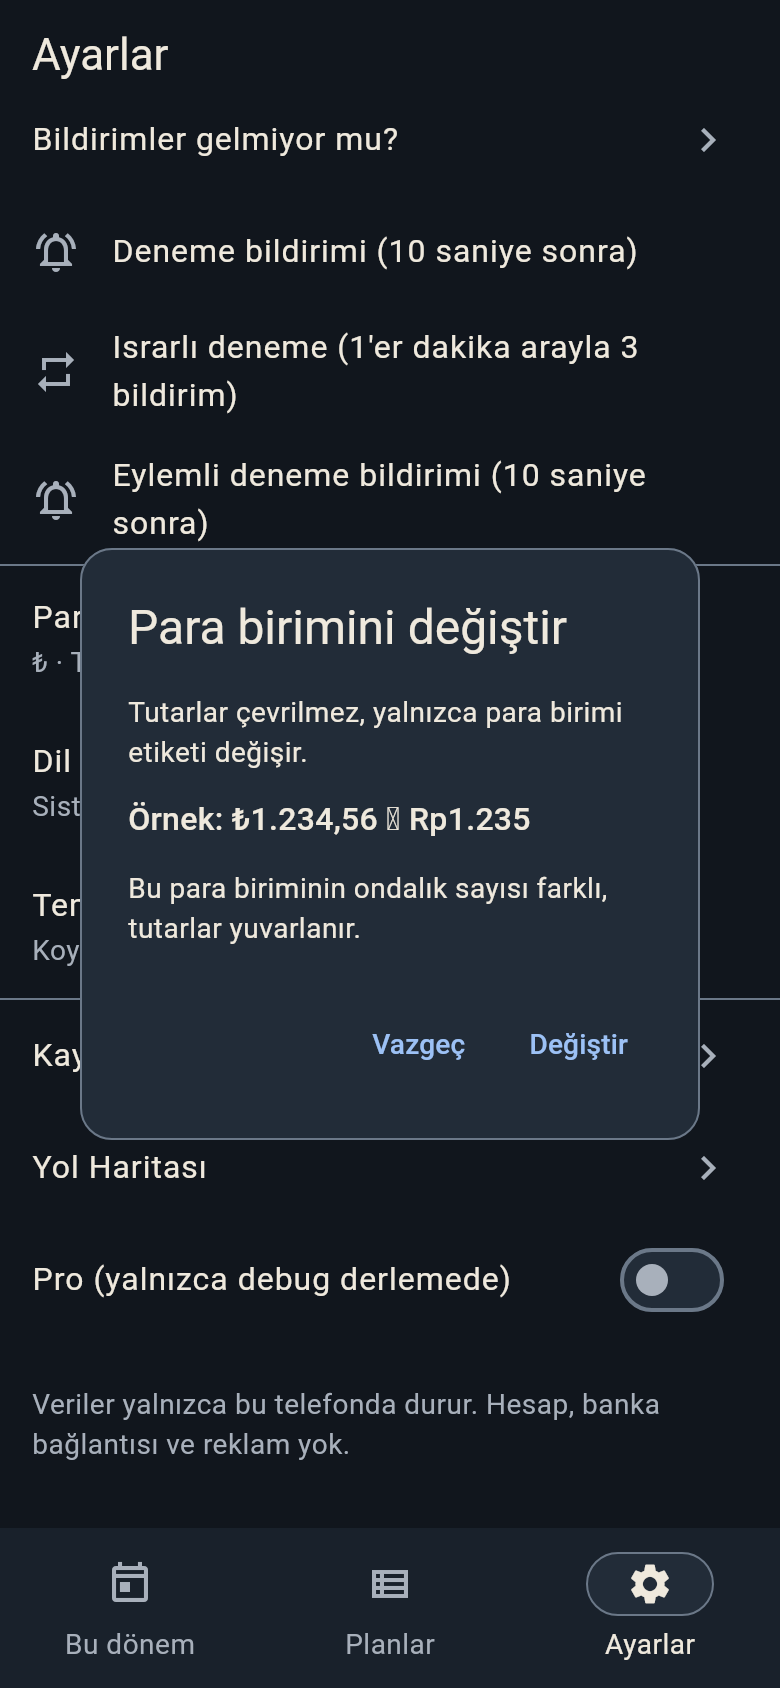 Ayarlar
Bildirimler gelmiyor mu?
Deneme bildirimi (10 saniye sonra)
Israrlı deneme (1'er dakika arayla 3
bildirim)
Eylemli deneme bildirimi (10 saniye
sonra)
Par
₺ · T
Dil
Sist
Koy
Kay
Para birimini değiştir
Tutarlar çevrilmez, yalnızca para birimi
etiketi değişir.
Örnek: ₺1.234,56 Rp1.235
Bu para biriminin ondalık sayısı farklı,
tutarlar yuvarlanır.
Vazgeç
Değiştir
Yol Haritası
Pro (yalnızca debug derlemede)
Veriler yalnızca bu telefonda durur. Hesap, banka
bağlantısı ve reklam yok.
Bu dönem
Planlar
Ayarlar